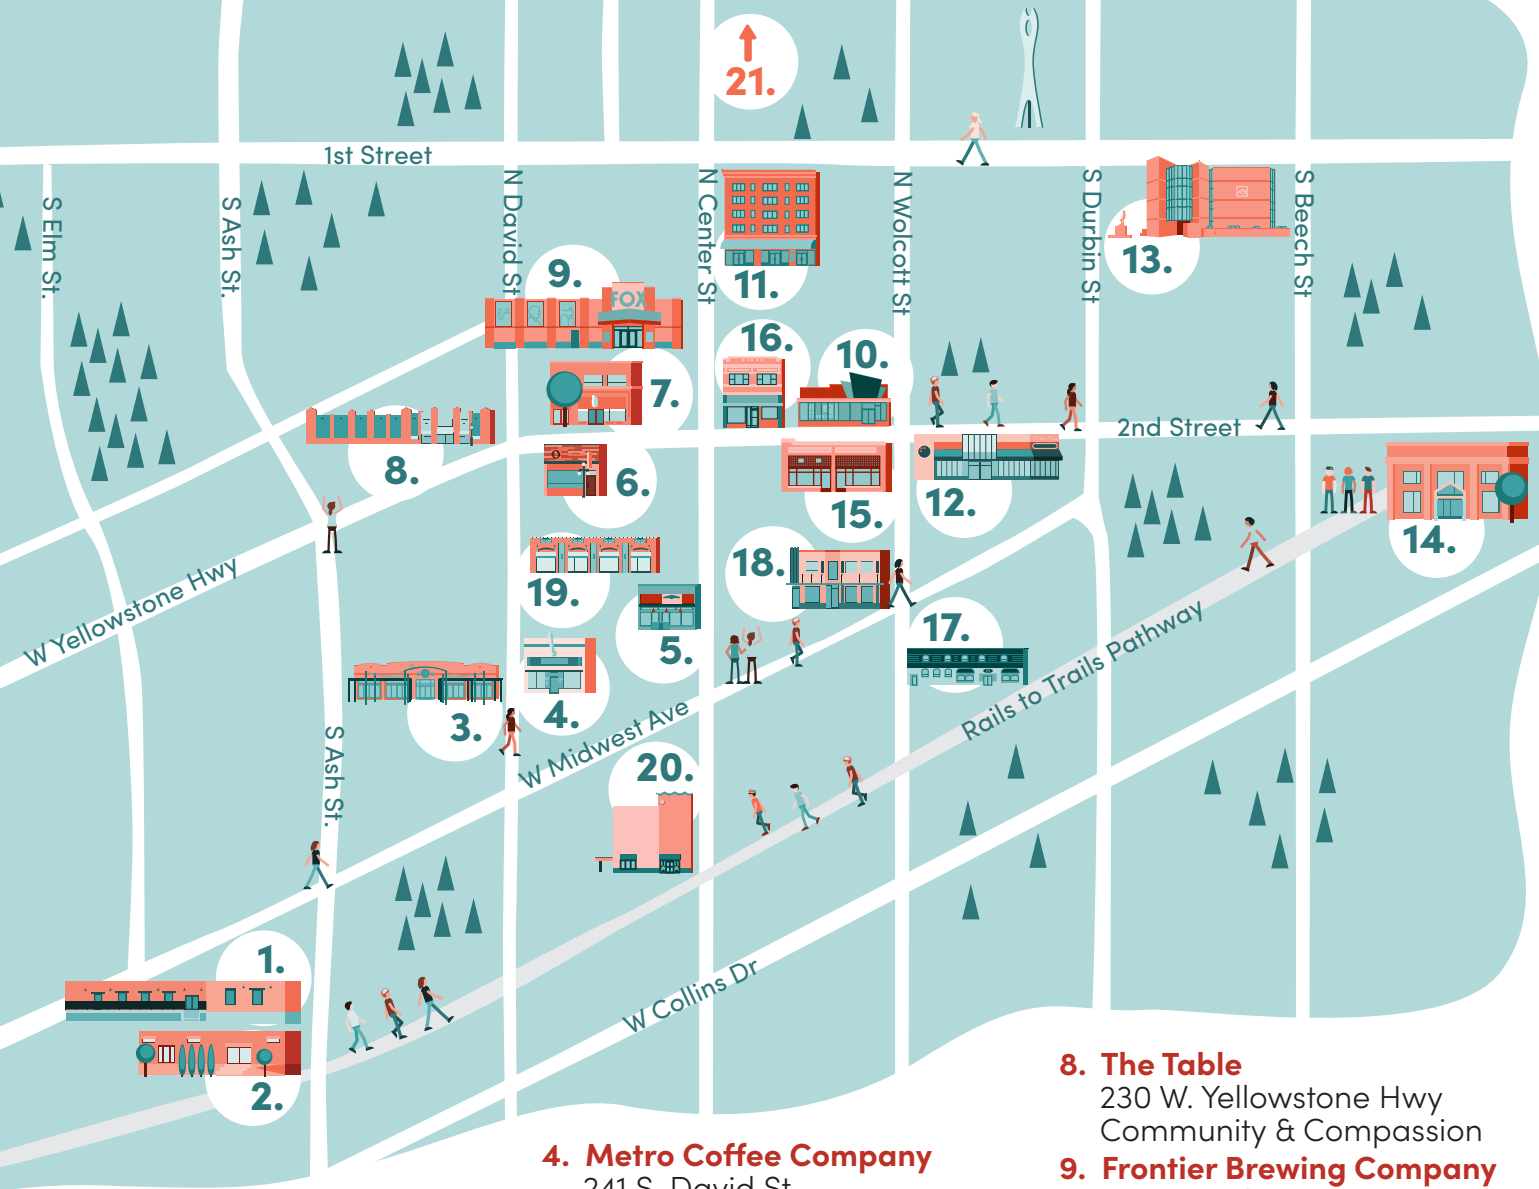 21.
1st Street
S Elm St.
S Ash St.
N David St
N Center St
N Wolcott St
S Durbin St
S Beech St
9.
FOX
11.
13.
16.
10.
7.
2nd Street
8.
6.
15.
12.
14.
W Yellowstone Hwy
19.
18.
5.
17.
3.
4.
Rails to Trails Pathway
S Ash St.
W Midwest Ave
20.
1.
2.
W Collins Dr
8. The Table
230 W. Yellowstone Hwy
Community & Compassion
9. Frontier Brewing Company
4. Metro Coffee Company
241 S. David St